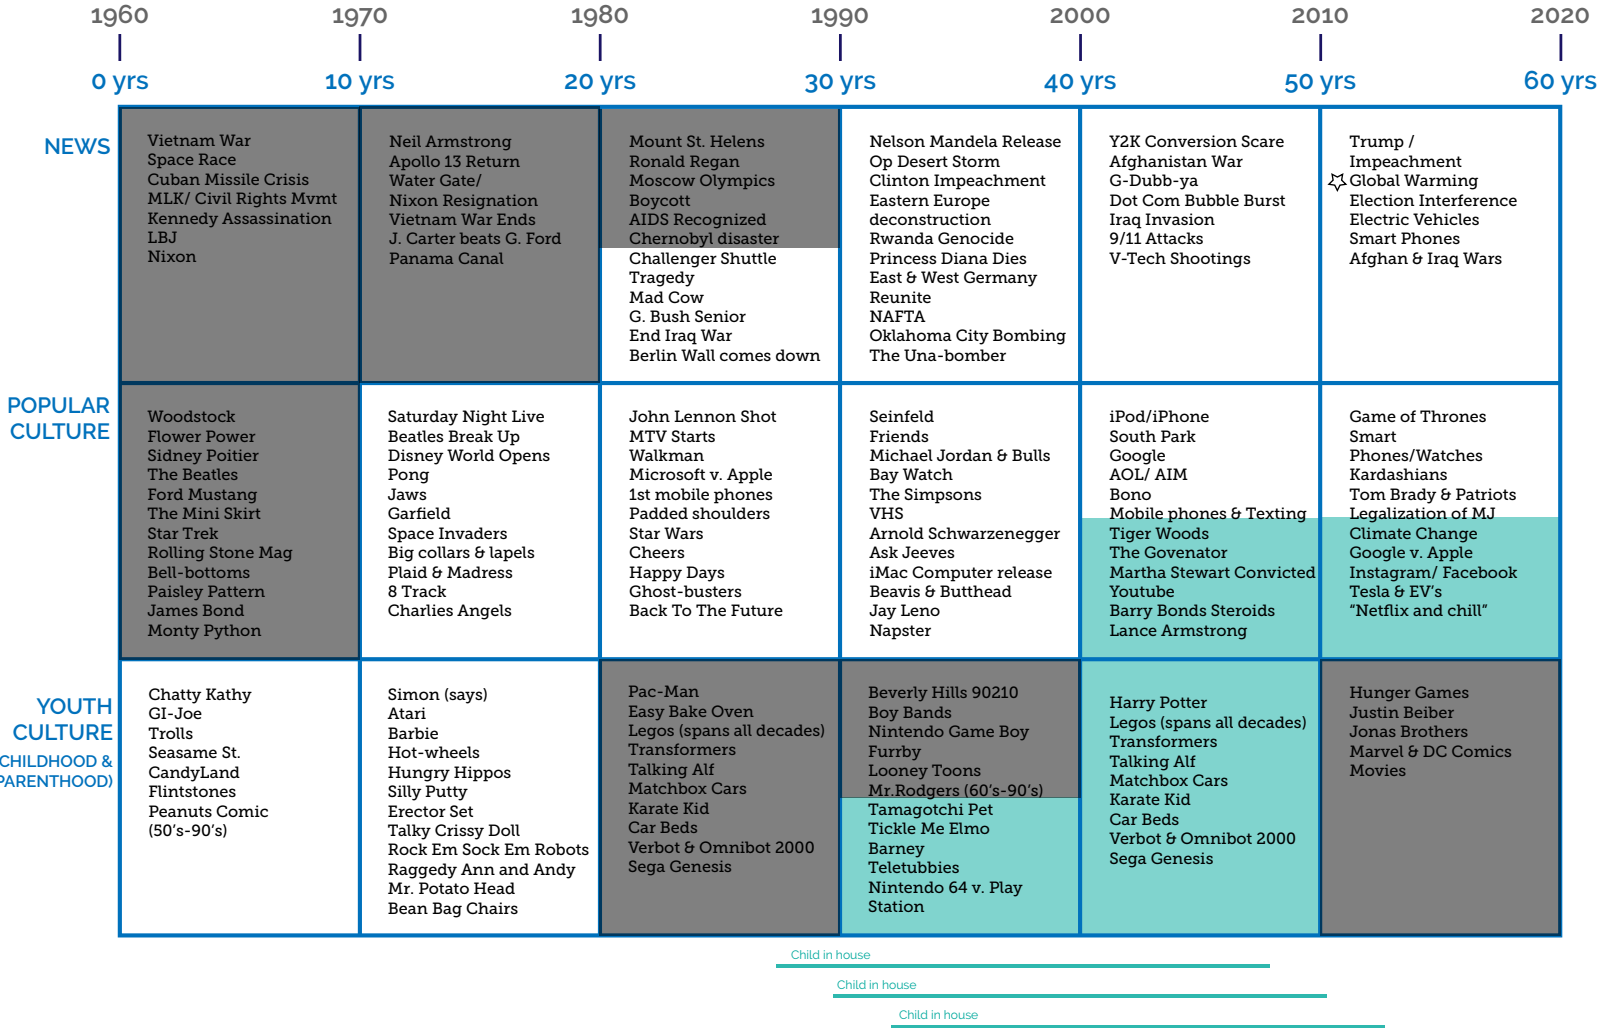 1960 1970 1980 1990 2000 2010 2020
0 yrs 10 yrs 20 yrs 30 yrs 40 yrs 50 yrs 60 yrs
NEWS
Vietnam War
Space Race
Cuban Missile Crisis
MLK/ Civil Rights Mvmt
Kennedy Assassination
LBJ
Nixon
Neil Armstrong
Apollo 13 Return
Water Gate/
Nixon Resignation
Vietnam War Ends
J. Carter beats G. Ford
Panama Canal
Mount St. Helens
Ronald Regan
Moscow Olympics
Boycott
AIDS Recognized
Chernobyl disaster
Challenger Shuttle
Tragedy
Mad Cow
G. Bush Senior
End Iraq War
Berlin Wall comes down
Nelson Mandela Release
Op Desert Storm
Clinton Impeachment
Eastern Europe
deconstruction
Rwanda Genocide
Princess Diana Dies
East & West Germany
Reunite
NAFTA
Oklahoma City Bombing
The Una-bomber
Y2K Conversion Scare
Afghanistan War
G-Dubb-ya
Dot Com Bubble Burst
Iraq Invasion
9/11 Attacks
V-Tech Shootings
Trump /
Impeachment
Global Warming
Election Interference
Electric Vehicles
Smart Phones
Afghan & Iraq Wars
POPULAR
CULTURE
Woodstock
Flower Power
Sidney Poitier
The Beatles
Ford Mustang
The Mini Skirt
Star Trek
Rolling Stone Mag
Bell-bottoms
Paisley Pattern
James Bond
Monty Python
Saturday Night Live
Beatles Break Up
Disney World Opens
Pong
Jaws
Garfield
Space Invaders
Big collars & lapels
Plaid & Madress
8 Track
Charlies Angels
John Lennon Shot
MTV Starts
Walkman
Microsoft v. Apple
1st mobile phones
Padded shoulders
Star Wars
Cheers
Happy Days
Ghost-busters
Back To The Future
Seinfeld
Friends
Michael Jordan & Bulls
Bay Watch
The Simpsons
VHS
Arnold Schwarzenegger
Ask Jeeves
iMac Computer release
Beavis & Butthead
Jay Leno
Napster
iPod/iPhone
South Park
Google
AOL/ AIM
Bono
Mobile phones & Texting
Tiger Woods
The Govenator
Martha Stewart Convicted
Youtube
Barry Bonds Steroids
Lance Armstrong
Game of Thrones
Smart
Phones/Watches
Kardashians
Tom Brady & Patriots
Legalization of MJ
Climate Change
Google v. Apple
Instagram/ Facebook
Tesla & EV’s
“Netflix and chill”
YOUTH
CULTURE
CHILDHOOD &
PARENTHOOD)
Chatty Kathy
GI-Joe
Trolls
Seasame St.
CandyLand
Flintstones
Peanuts Comic
(50’s-90’s)
Simon (says)
Atari
Barbie
Hot-wheels
Hungry Hippos
Silly Putty
Erector Set
Talky Crissy Doll
Rock Em Sock Em Robots
Raggedy Ann and Andy
Mr. Potato Head
Bean Bag Chairs
Pac-Man
Easy Bake Oven
Legos (spans all decades)
Transformers
Talking Alf
Matchbox Cars
Karate Kid
Car Beds
Verbot & Omnibot 2000
Sega Genesis
Beverly Hills 90210
Boy Bands
Nintendo Game Boy
Furrby
Looney Toons
Mr.Rodgers (60’s-90’s)
Tamagotchi Pet
Tickle Me Elmo
Barney
Teletubbies
Nintendo 64 v. Play
Station
Harry Potter
Legos (spans all decades)
Transformers
Talking Alf
Matchbox Cars
Karate Kid
Car Beds
Verbot & Omnibot 2000
Sega Genesis
Hunger Games
Justin Beiber
Jonas Brothers
Marvel & DC Comics
Movies
Child in house
Child in house
Child in house